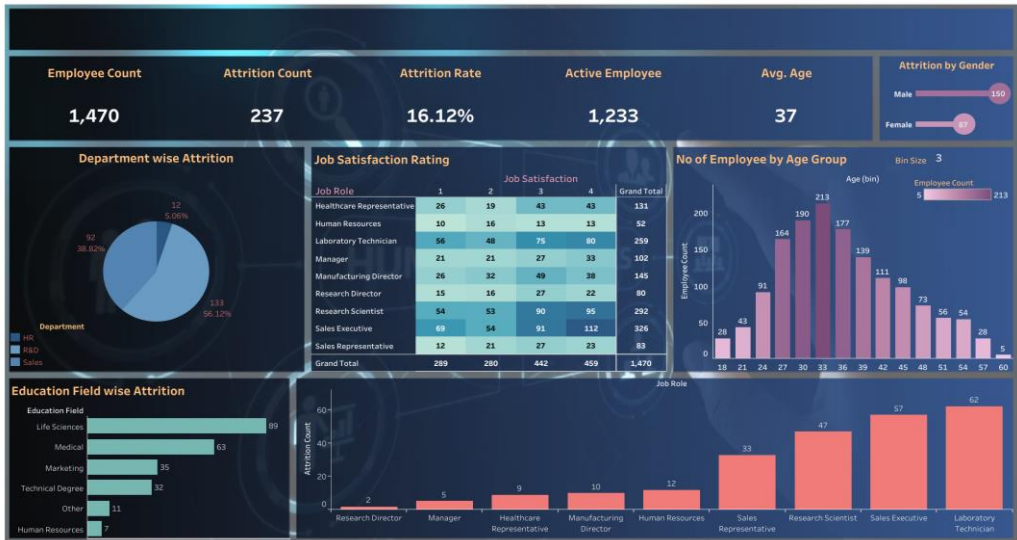 Employee Count Attrition Count Attrition Rate Active Employee Avg. Age
1,470 237 16.12% 1,233 37
Attrition by Gender
Male 150
Female 87
Department wise Attrition
12
5.06%
92
38.82%
133
56.12%
Department
HR
R&D
Sales
Job Satisfaction Rating
Job Satisfaction
Job Role 1 2 3 4 Grand Total
Healthcare Representative 26 19 43 43 131
Human Resources 10 16 13 13 52
Laboratory Technician 56 48 75 80 259
Manager 21 21 27 33 102
Manufacturing Director 26 32 49 38 145
Research Director 15 16 27 22 80
Research Scientist 54 53 90 95 292
Sales Executive 69 54 91 112 326
Sales Representative 12 21 27 23 83
Grand Total 289 280 442 459 1,470
No of Employee by Age Group
Bin Size 3
Age (bin)
Employee Count
5 213
Employee Count
200
150
100
50
0
28 43 91 164 190 213 177 139 111 98 73 56 54 28 5
18 21 24 27 30 33 36 39 42 45 48 51 54 57 60
Education Field wise Attrition
Education Field
Life Sciences 89
Medical 63
Marketing 35
Technical Degree 32
Other 11
Human Resources 7
Job Role
Attrition Count
60
40
20
0
2 5 9 10 12 33 47 57 62
Research Director Manager Healthcare Representative Manufacturing Director Human Resources Sales Representative Research Scientist Sales Executive Laboratory Technician